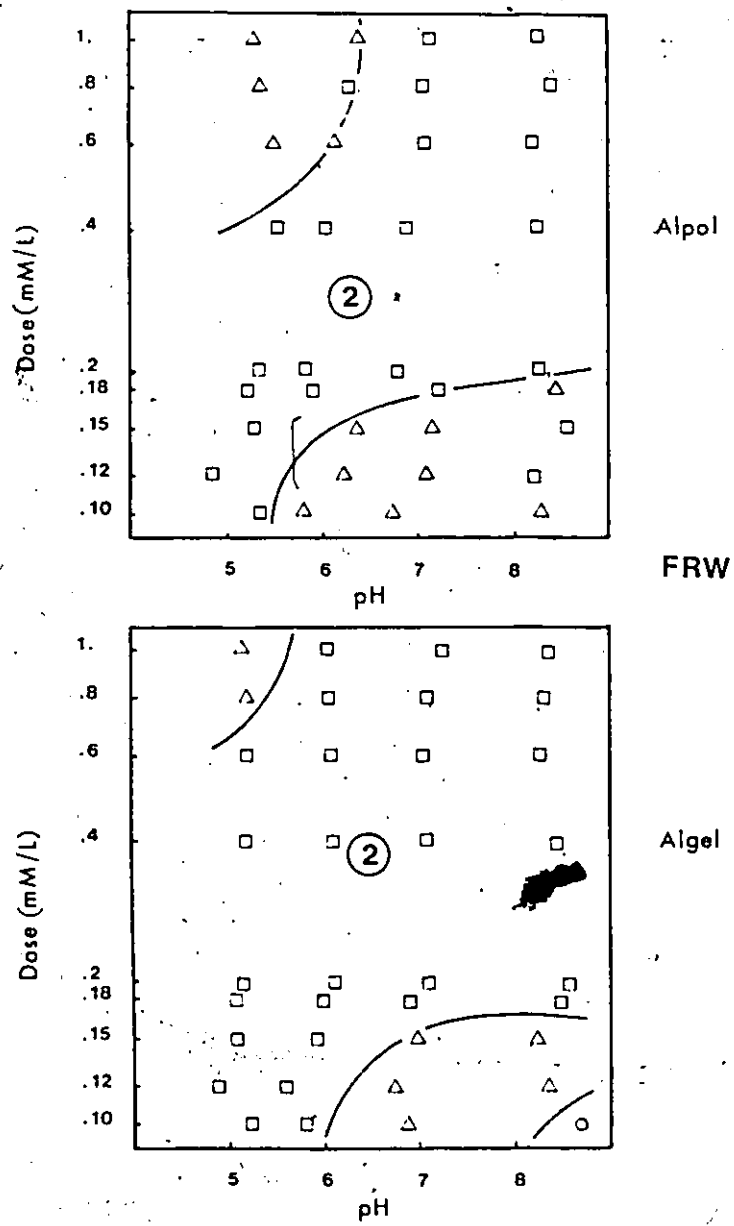 1.
.8
.6
.4
.2
.18
.15
.12
.10
Dose (mM/L)
2
Alpol
5 6 7 8
pH
FRW
1.
.8
.6
.4
.2
.18
.15
.12
.10
Dose (mM/L)
2
Algel
5 6 7 8
pH